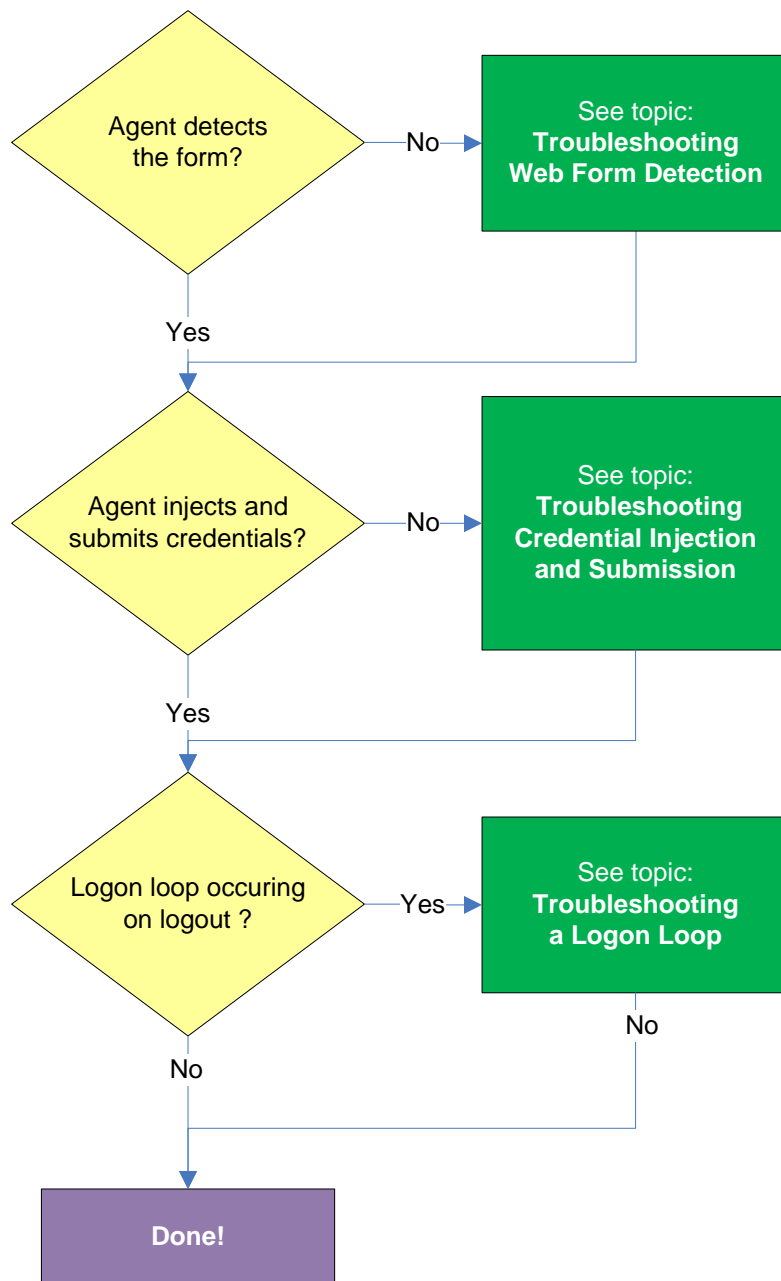 Agent detects
the form?
No
See topic:
Troubleshooting
Web Form Detection
Yes
Agent injects and
submits credentials?
No
See topic:
Troubleshooting
Credential Injection
and Submission
Yes
Logon loop occuring
on logout ?
Yes
See topic:
Troubleshooting
a Logon Loop
No
No
Done!